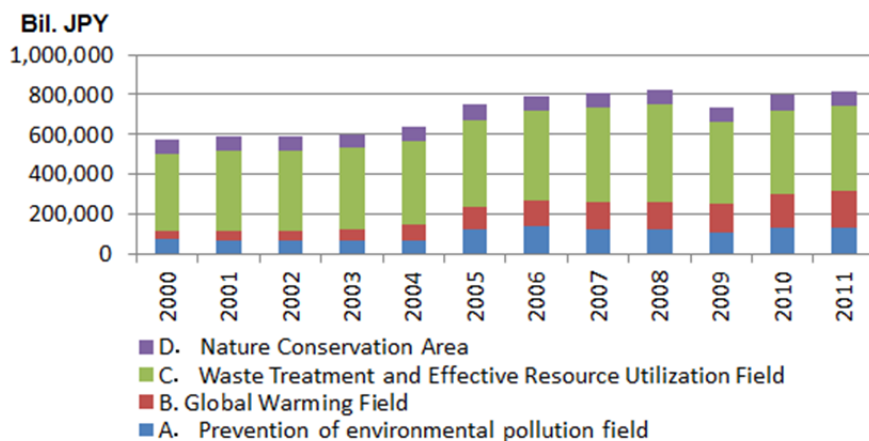 Bil. JPY
1,000,000
800,000
600,000
400,000
200,000
0
2000 2001 2002 2003 2004 2005 2006 2007 2008 2009 2010 2011
D. Nature Conservation Area
C. Waste Treatment and Effective Resource Utilization Field
B. Global Warming Field
A. Prevention of environmental pollution field